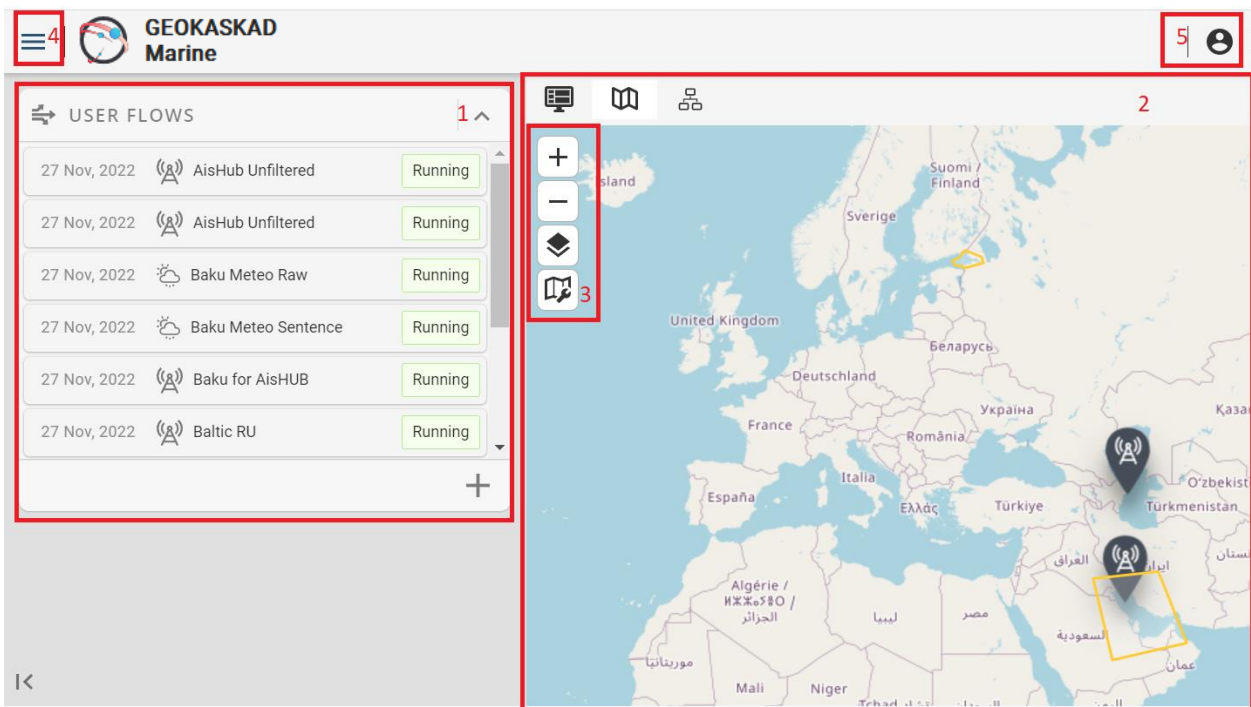 4
GEOKASKAD
Marine
5
USER FLOWS
1
2
27 Nov, 2022 AisHub Unfiltered Running
27 Nov, 2022 AisHub Unfiltered Running
27 Nov, 2022 Baku Meteo Raw Running
27 Nov, 2022 Baku Meteo Sentence Running
27 Nov, 2022 Baku for AisHUB Running
27 Nov, 2022 Baltic RU Running
3
Suomi /
Finland
Sverige
United Kingdom
Беларусь
Deutschland
Україна
France
România
Italia
O'zbekist
España
Ελλάς
Türkiye
Türkmenistan
العراق
ایران
Algérie /
الجزائر
ليبيا
مصر
السعودية
موريتانيا
عمان
Mali
Niger